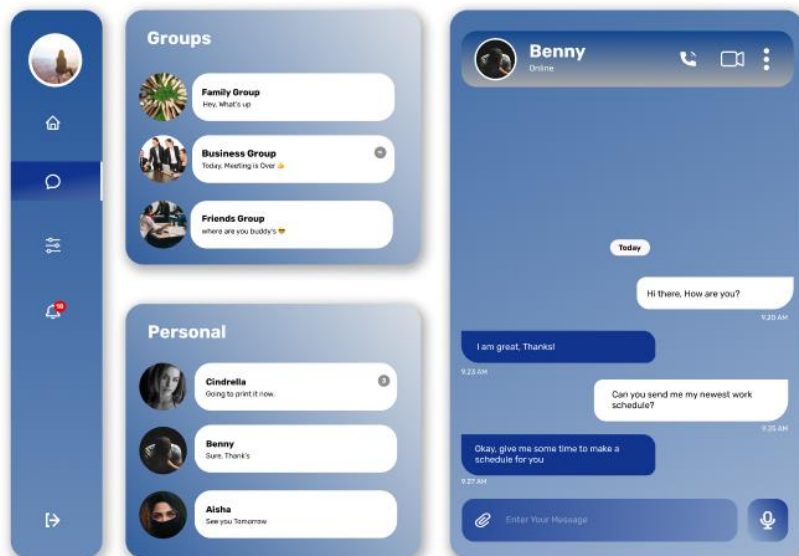 Groups
Family Group
Hey, What's up
Business Group
Today, Meeting is Over 👍
Friends Group
where are you buddy's 😎
Personal
Cindrella
3
Going to print it now.
Benny
Sure, Thank's
Aisha
See you Tomorrow
Benny
Online
Today
Hi there, How are you?
9.20 AM
I am great, Thanks!
9.23 AM
Can you send me my newest work
schedule?
9.25 AM
Okay, give me some time to make a
schedule for you
9.27 AM
Enter Your Message